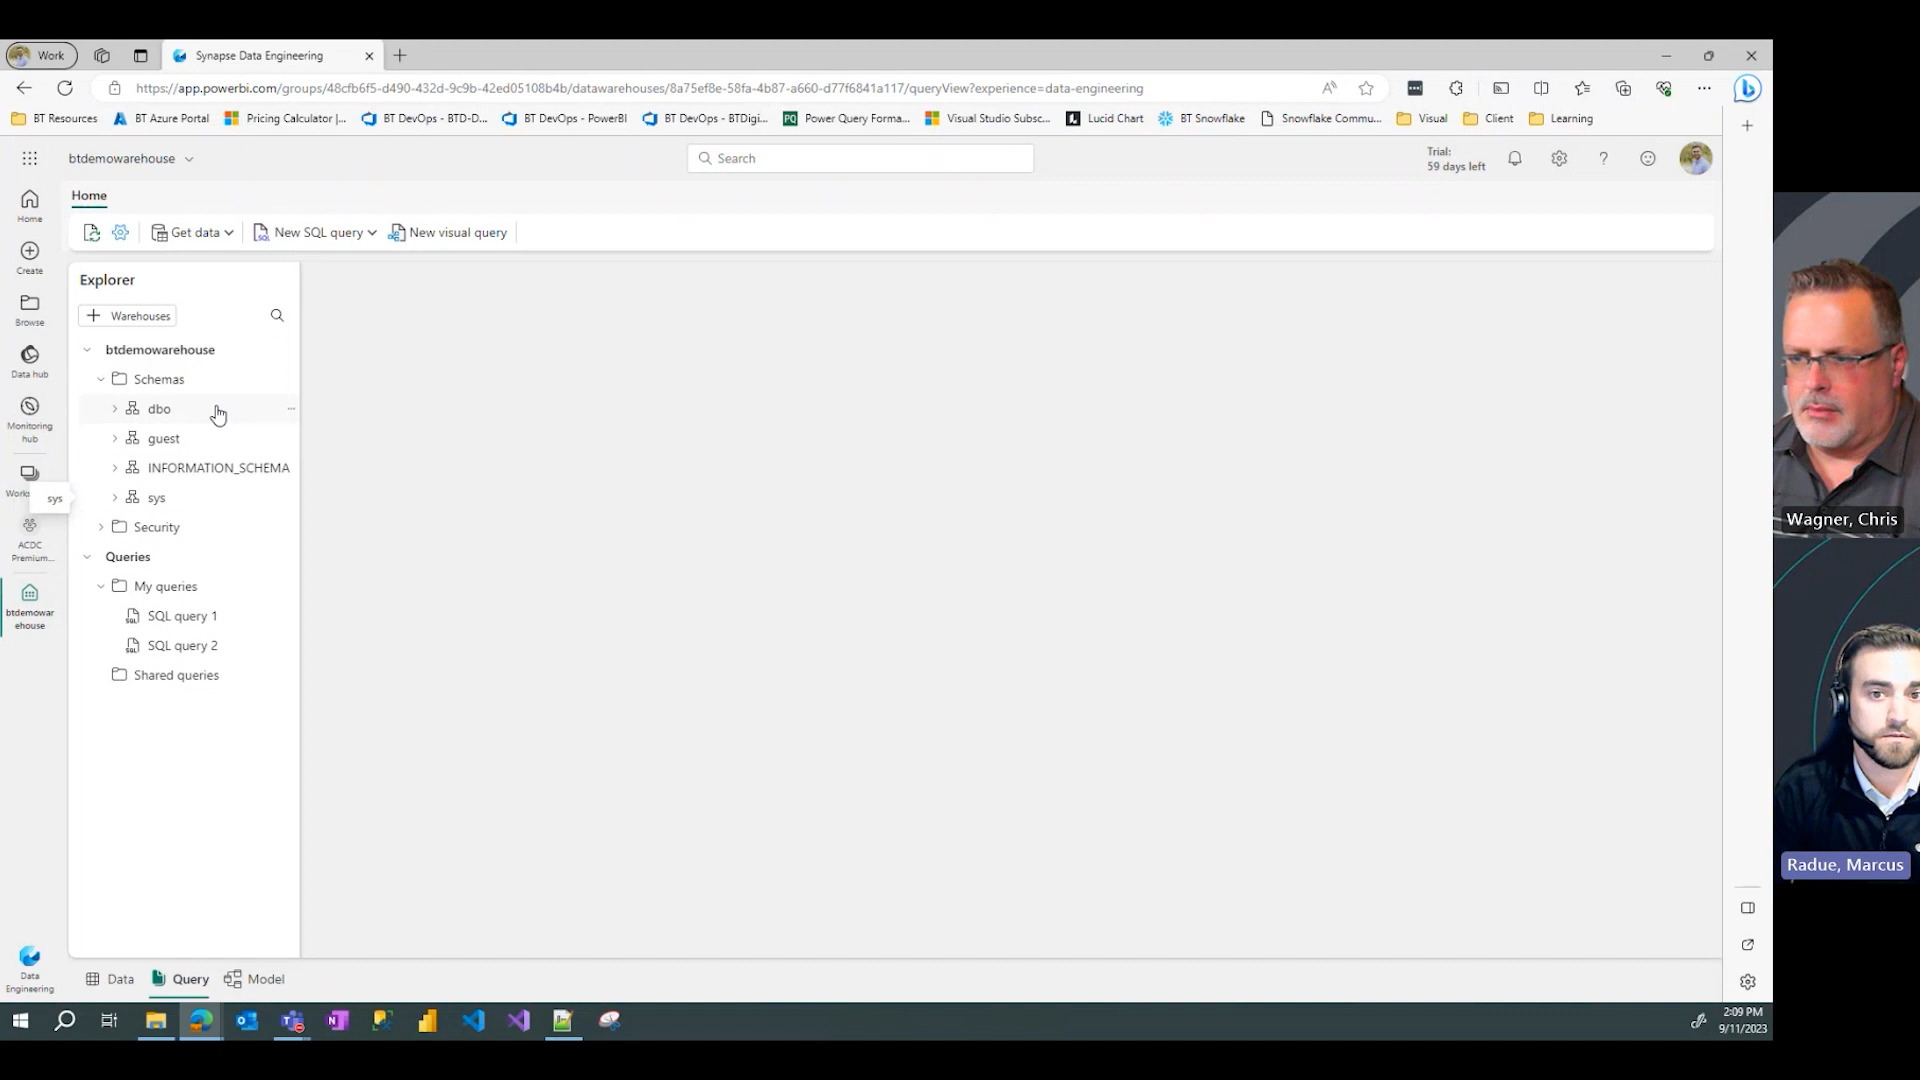 Work
Synapse Data Engineering
https://app.powerbi.com/groups/48cfb6f5-d490-432d-9c9b-42ed05108b4b/datawarehouses/8a75ef8e-58fa-4b87-a660-d77f6841a117/queryView?experience=data-engineering
BT Resources
BT Azure Portal
Pricing Calculator |...
BT DevOps - BTD-D...
BT DevOps - PowerBI
BT DevOps - BTDigi...
PQ
Power Query Forma...
Visual Studio Subsc...
Lucid Chart
BT Snowflake
Snowflake Commu...
Visual
Client
Learning
btdemowarehouse
Search
Trial:
59 days left
Home
Get data
New SQL query
New visual query
Home
Create
Browse
Data hub
Monitoring
hub
Works
sys
ACDC
Premium...
btdemowar
ehouse
Data
Engineering
Explorer
Warehouses
btdemowarehouse
Schemas
dbo
guest
INFORMATION_SCHEMA
sys
Security
Queries
My queries
SQL query 1
SQL query 2
Shared queries
Data
Query
Model
Wagner, Chris
Radue, Marcus
2:09 PM
9/11/2023